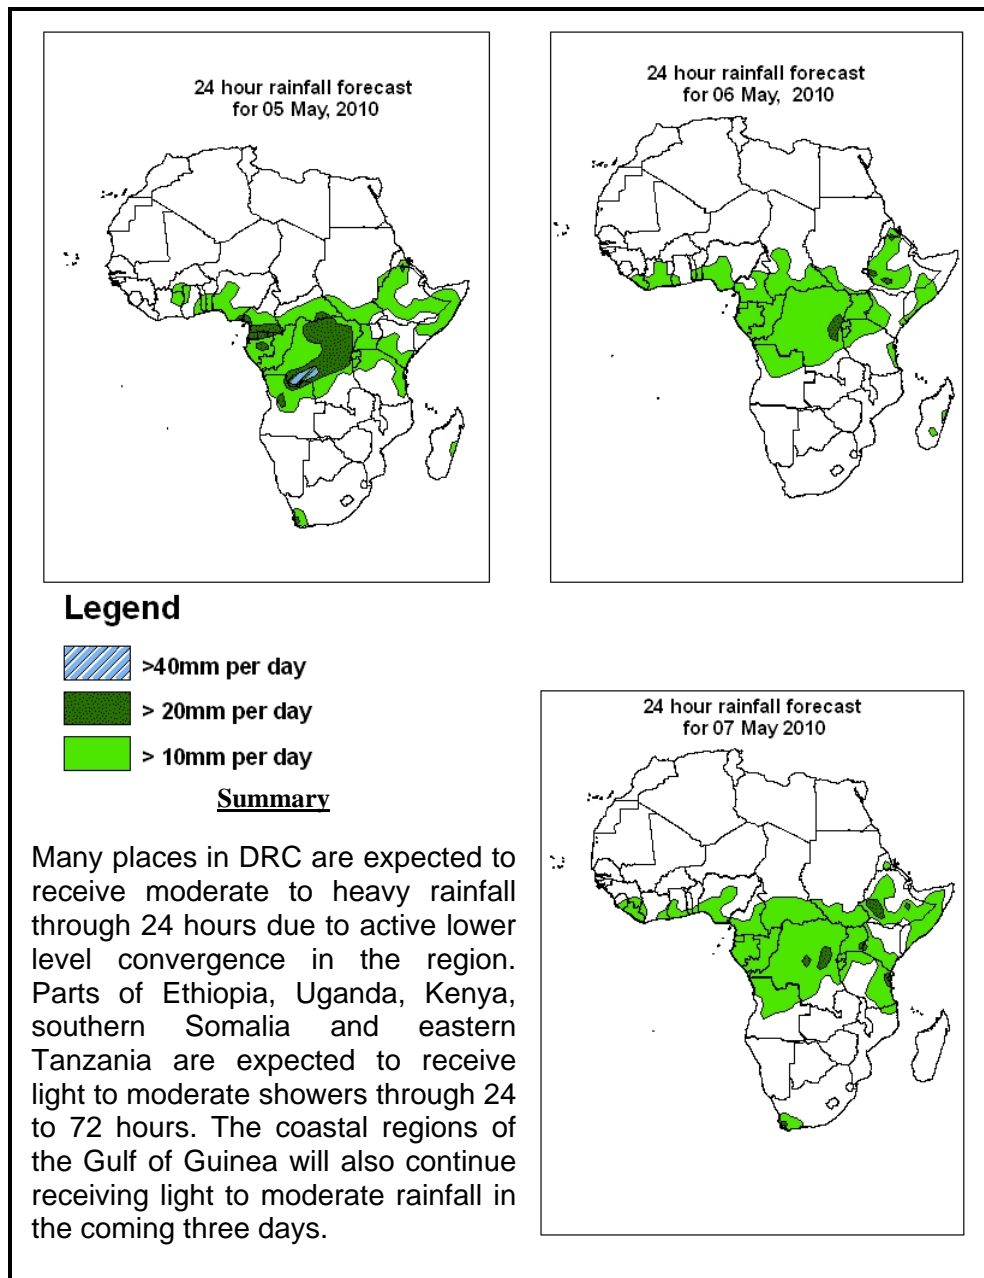 24 hour rainfall forecast
for 05 May, 2010
24 hour rainfall forecast
for 06 May, 2010
Legend
>40mm per day
> 20mm per day
> 10mm per day
24 hour rainfall forecast
for 07 May 2010
Summary
Many places in DRC are expected to
receive moderate to heavy rainfall
through 24 hours due to active lower
level convergence in the region.
Parts of Ethiopia, Uganda, Kenya,
southern Somalia and eastern
Tanzania are expected to receive
light to moderate showers through 24
to 72 hours. The coastal regions of
the Gulf of Guinea will also continue
receiving light to moderate rainfall in
the coming three days.